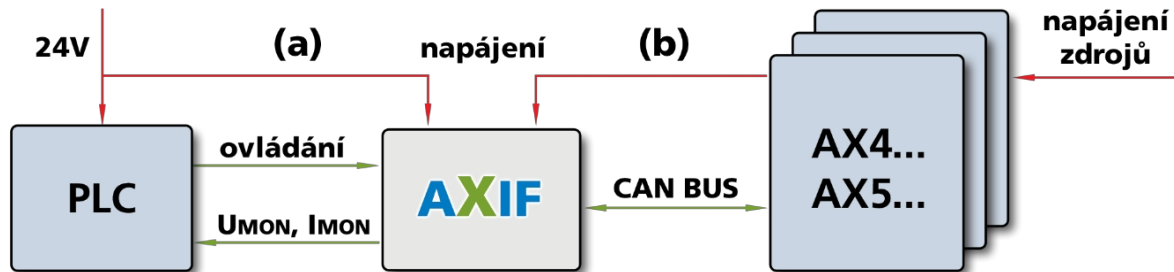 24V
(a)
napájení
(b)
napájení
zdrojů
PLC
ovládání
UMON, IMON
AXIF
CAN BUS
AX4...
AX5...